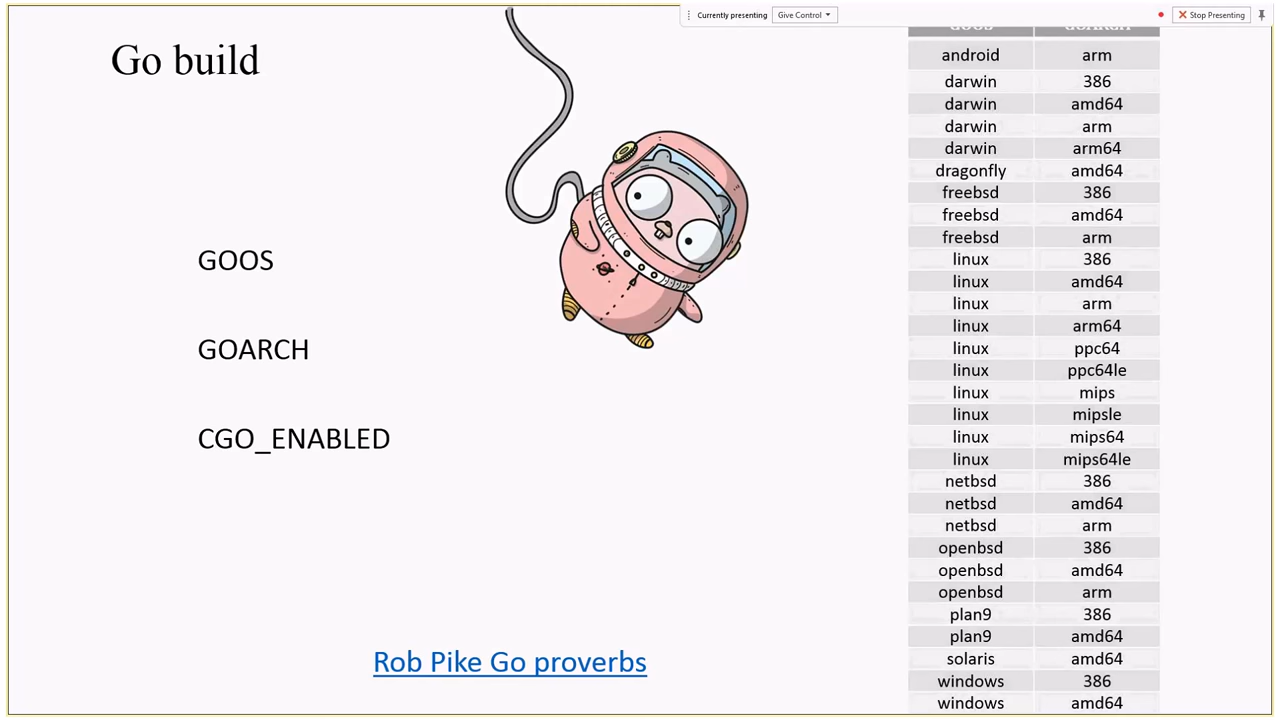 Currently presenting Give Control Stop Presenting
Go build
GOOS
GOARCH
CGO_ENABLED
Rob Pike Go proverbs
GOOS GOARCH
android arm
darwin 386
darwin amd64
darwin arm
darwin arm64
dragonfly amd64
freebsd 386
freebsd amd64
freebsd arm
linux 386
linux amd64
linux arm
linux arm64
linux ppc64
linux ppc64le
linux mips
linux mipsle
linux mips64
linux mips64le
netbsd 386
netbsd amd64
netbsd arm
openbsd 386
openbsd amd64
openbsd arm
plan9 386
plan9 amd64
solaris amd64
windows 386
windows amd64